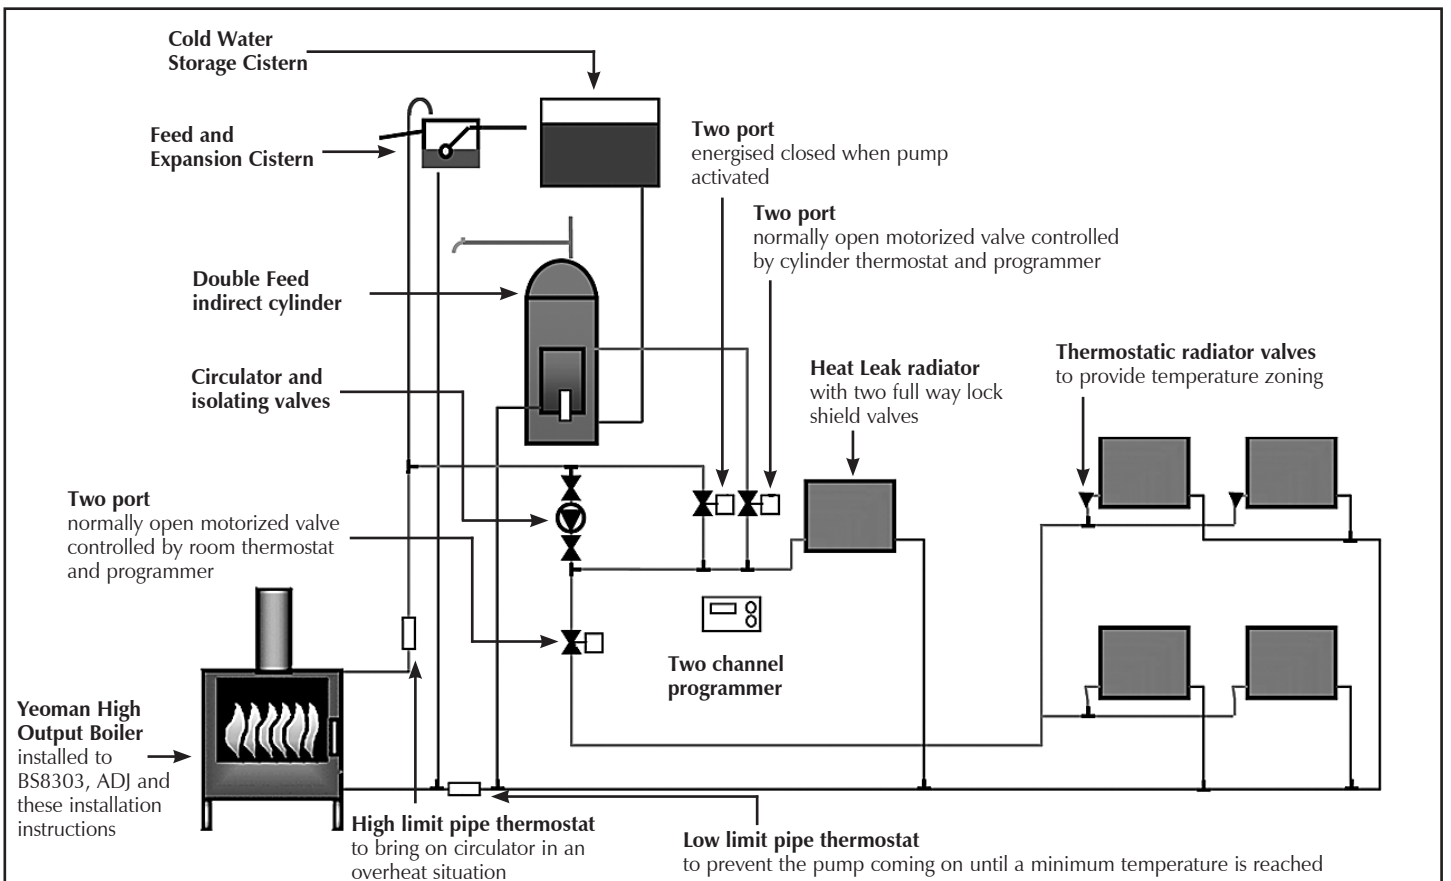 Cold Water
Storage Cistern
Feed and
Expansion Cistern
Two port
energised closed when pump
activated
Two port
normally open motorized valve controlled
by cylinder thermostat and programmer
Double Feed
indirect cylinder
Circulator and
isolating valves
Heat Leak radiator
with two full way lock
shield valves
Thermostatic radiator valves
to provide temperature zoning
Two port
normally open motorized valve
controlled by room thermostat
and programmer
Two channel
programmer
Yeoman High
Output Boiler
installed to
BS8303, ADJ and
these installation
instructions
High limit pipe thermostat
to bring on circulator in an
overheat situation
Low limit pipe thermostat
to prevent the pump coming on until a minimum temperature is reached